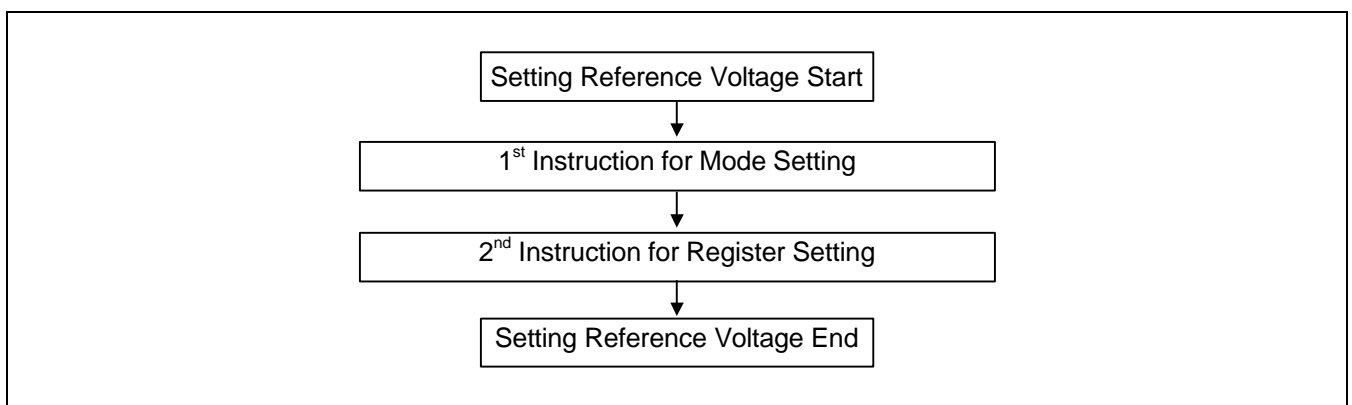 Setting Reference Voltage Start
1st Instruction for Mode Setting
2nd Instruction for Register Setting
Setting Reference Voltage End